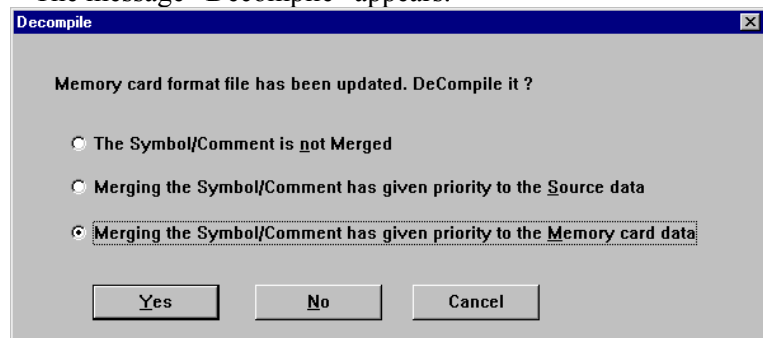 The message "Decompile" appears.
Decompile
Memory card format file has been updated. DeCompile it ?
The Symbol/Comment is not Merged
Merging the Symbol/Comment has given priority to the Source data
Merging the Symbol/Comment has given priority to the Memory card data
Yes No Cancel